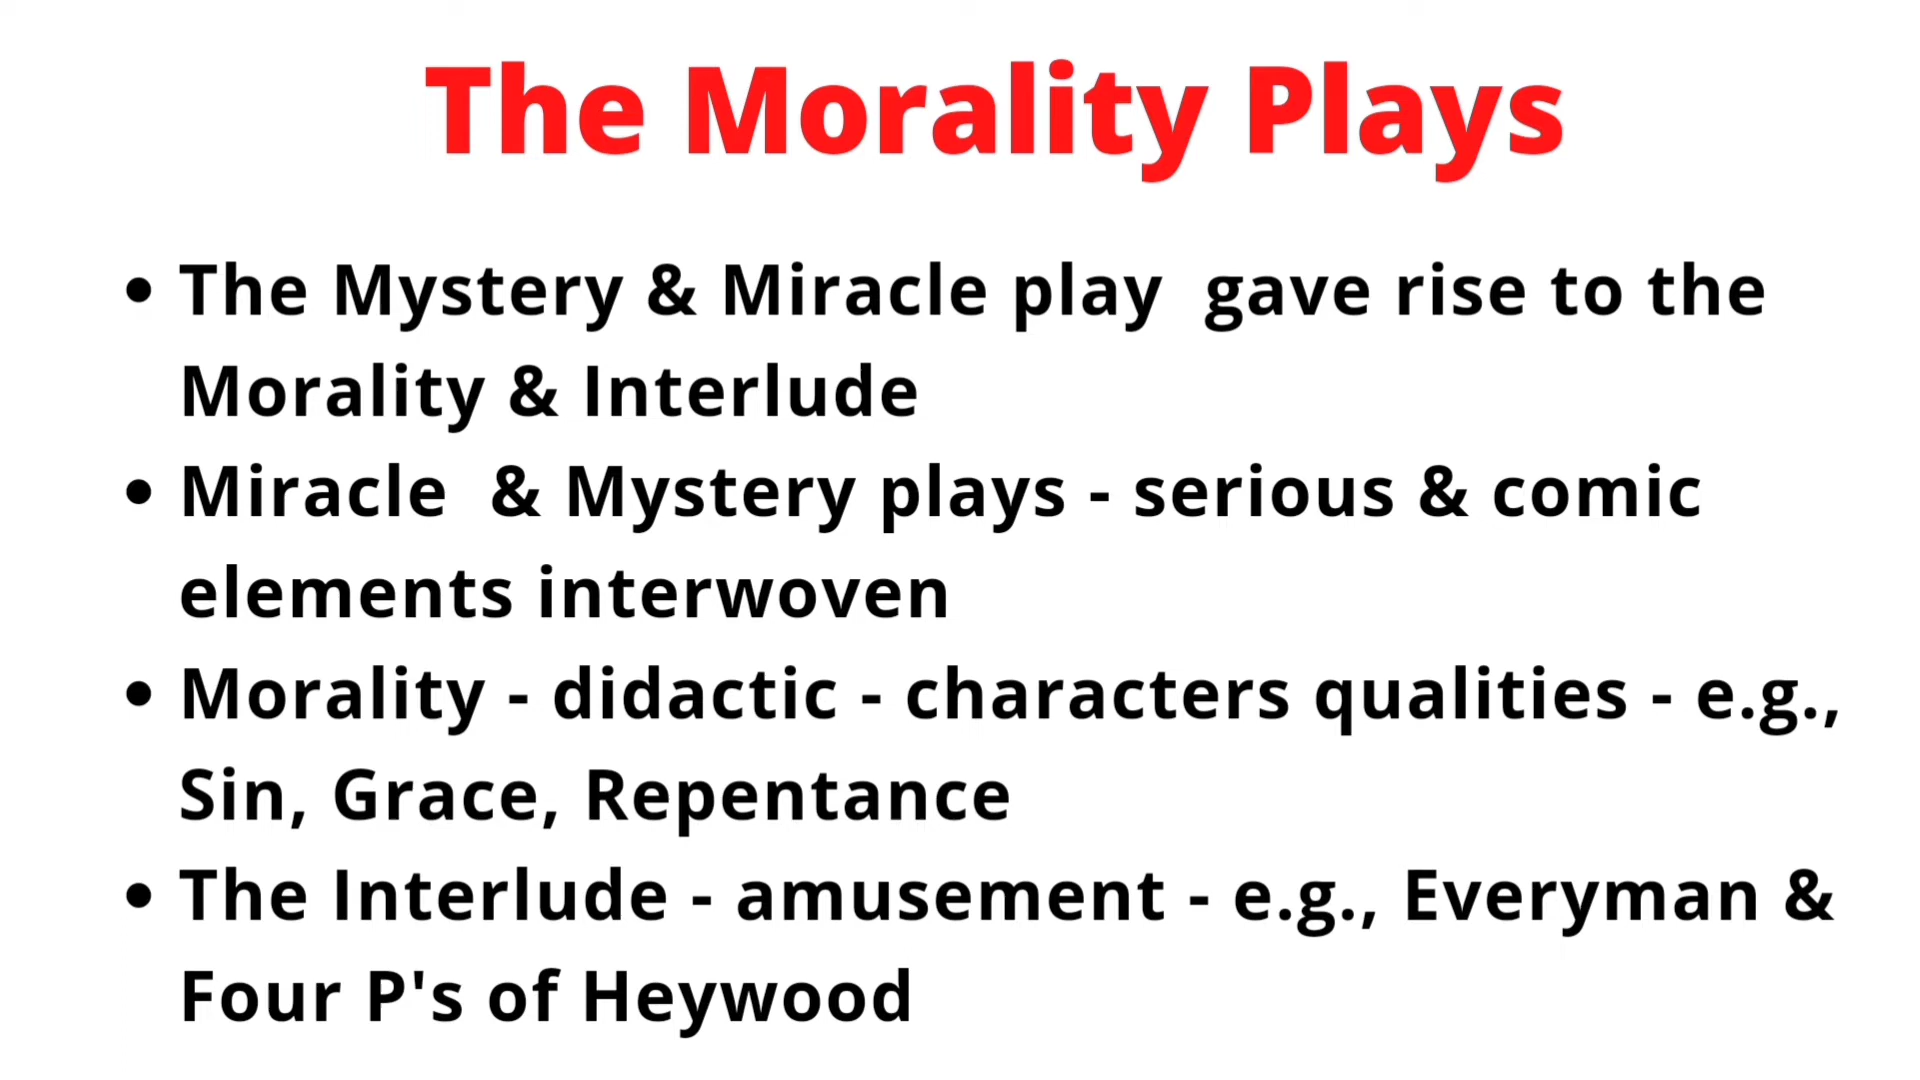 The Morality Plays
• The Mystery & Miracle play gave rise to the
Morality & Interlude
• Miracle & Mystery plays - serious & comic
elements interwoven
• Morality - didactic - characters qualities - e.g.,
Sin, Grace, Repentance
• The Interlude - amusement - e.g., Everyman &
Four P's of Heywood